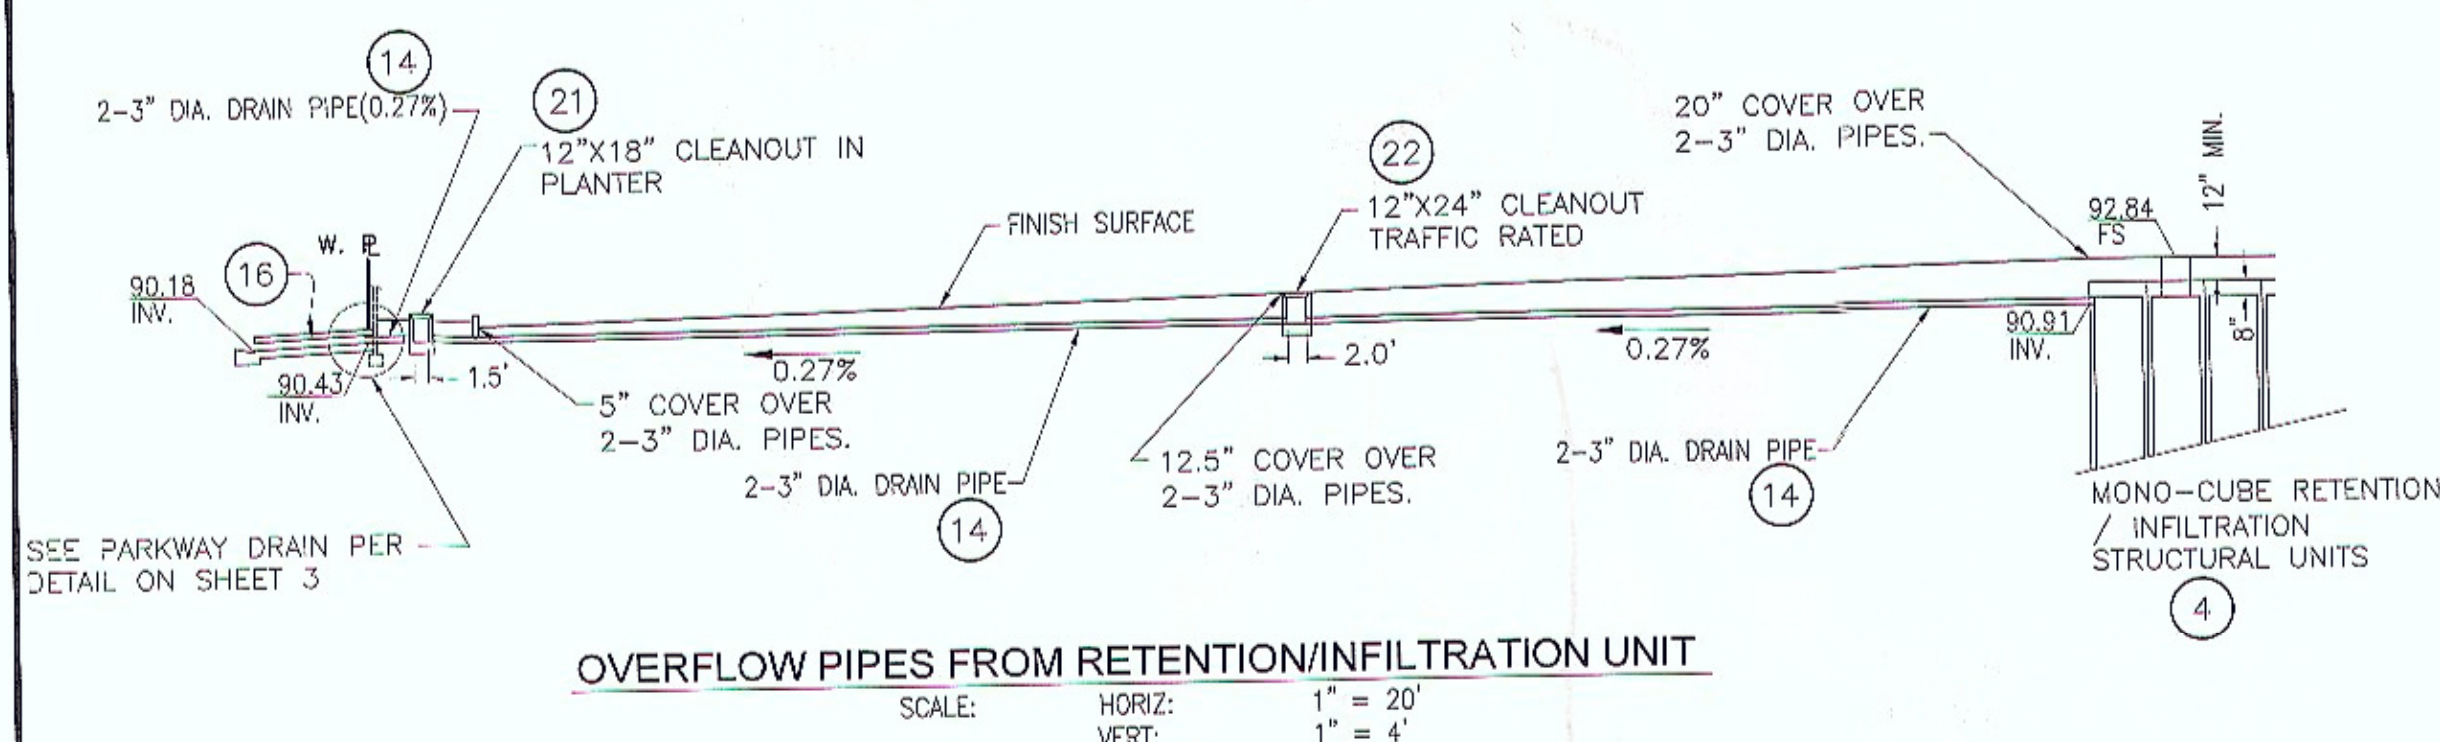 14
2-3" DIA. DRAIN PIPE(0.27%)
21
12"X18" CLEANOUT IN
PLANTER
W. PL
16
90.18
INV.
90.43
INV.
1.5'
FINISH SURFACE
22
12"X24" CLEANOUT
TRAFFIC RATED
20" COVER OVER
2-3" DIA. PIPES.
12" MIN.
92.84
FS
8"
90.91
INV.
0.27%
2.0'
0.27%
5" COVER OVER
2-3" DIA. PIPES.
2-3" DIA. DRAIN PIPE
14
12.5" COVER OVER
2-3" DIA. PIPES.
2-3" DIA. DRAIN PIPE
14
MONO-CUBE RETENTION
/ INFILTRATION
STRUCTURAL UNITS
4
SEE PARKWAY DRAIN PER
DETAIL ON SHEET 3
OVERFLOW PIPES FROM RETENTION/INFILTRATION UNIT
SCALE: HORIZ: 1" = 20'
VERT: 1" = 4'